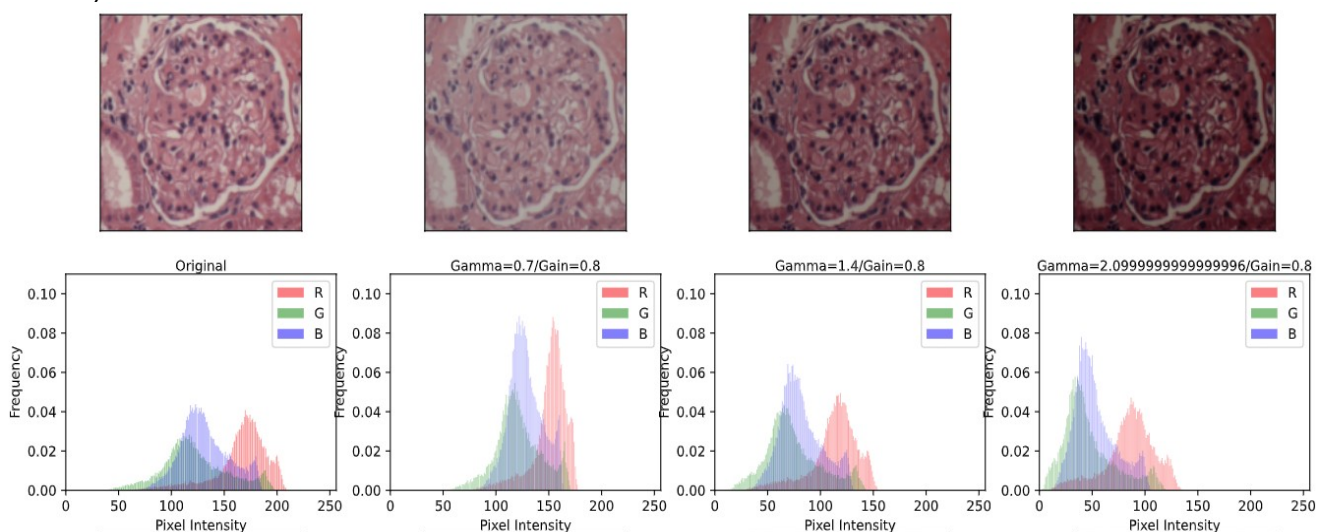 Original
Gamma=0.7/Gain=0.8
Gamma=1.4/Gain=0.8
Gamma=2.0999999999999996/Gain=0.8
0.10
0.08
0.06
0.04
0.02
0.00
Frequency
R
G
B
0 50 100 150 200 250
Pixel Intensity
0.10
0.08
0.06
0.04
0.02
0.00
Frequency
R
G
B
0 50 100 150 200 250
Pixel Intensity
0.10
0.08
0.06
0.04
0.02
0.00
Frequency
R
G
B
0 50 100 150 200 250
Pixel Intensity
0.10
0.08
0.06
0.04
0.02
0.00
Frequency
R
G
B
0 50 100 150 200 250
Pixel Intensity